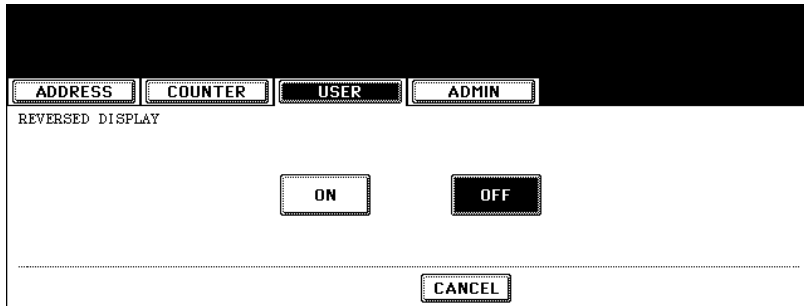 ADDRESS COUNTER USER ADMIN
REVERSED DISPLAY
ON OFF
CANCEL